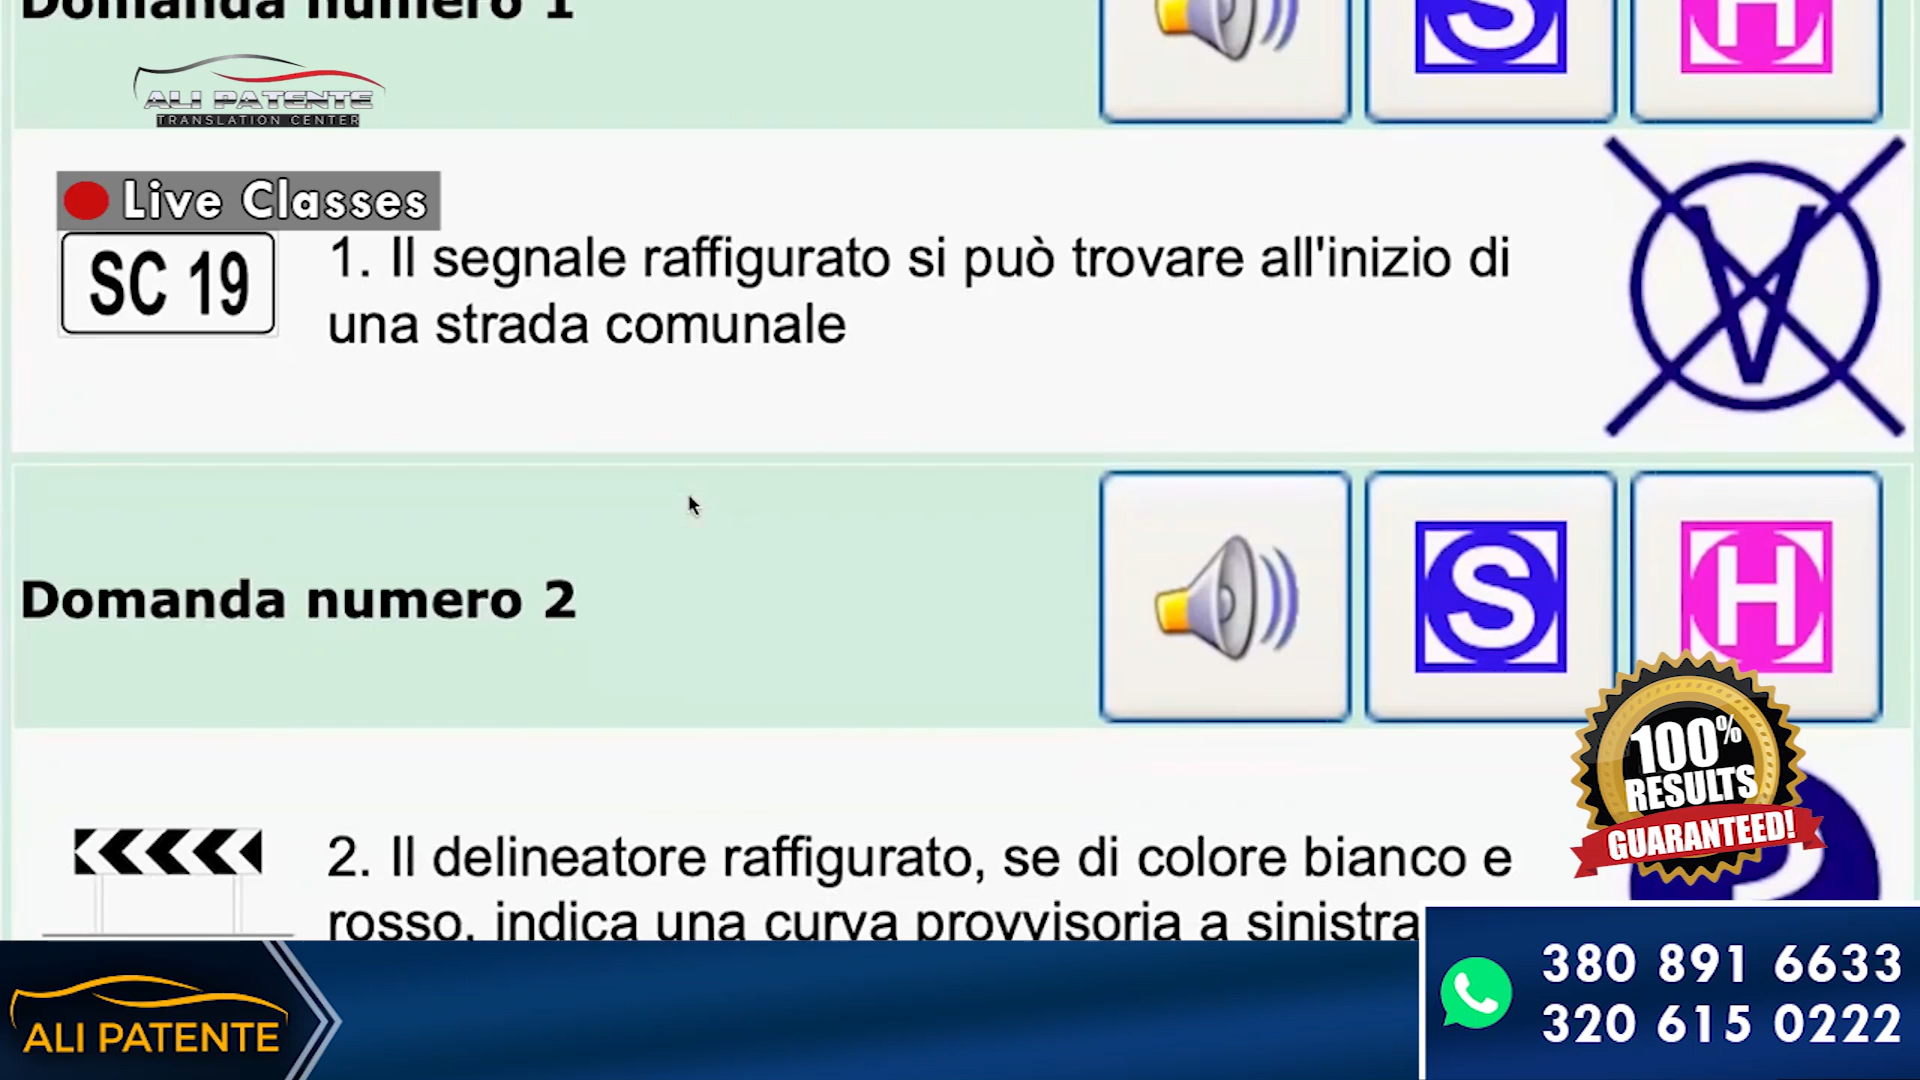 Domanda numero 1
S
H
ALI PATENTE
TRANSLATION CENTER
Live Classes
SC 19
1. Il segnale raffigurato si può trovare all'inizio di
una strada comunale
V
Domanda numero 2
S
H
100%
RESULTS
GUARANTEED!
2. Il delineatore raffigurato, se di colore bianco e
rosso, indica una curva provvisoria a sinistra
ALI PATENTE
380 891 6633
320 615 0222